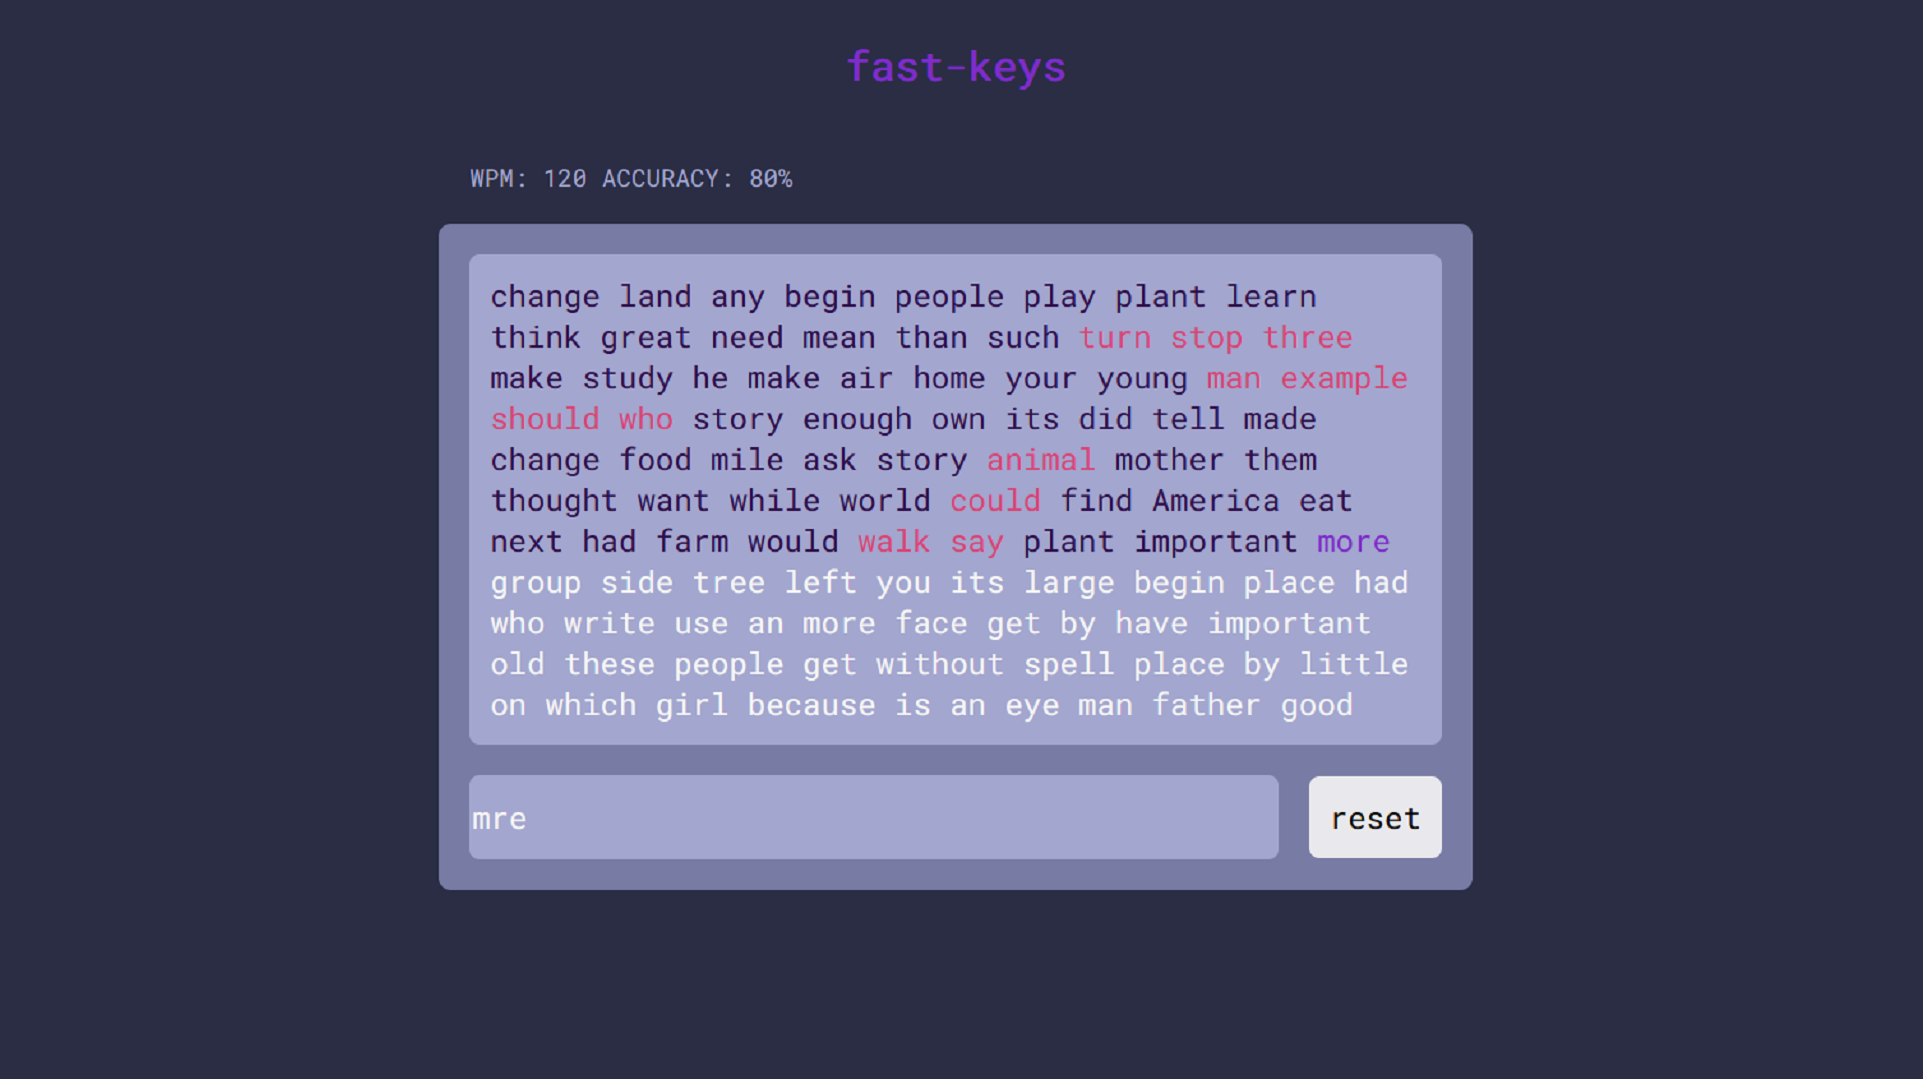 fast-keys
WPM: 120 ACCURACY: 80%
change land any begin people play plant learn
think great need mean than such turn stop three
make study he make air home your young man example
should who story enough own its did tell made
change food mile ask story animal mother them
thought want while world could find America eat
next had farm would walk say plant important more
group side tree left you its large begin place had
who write use an more face get by have important
old these people get without spell place by little
on which girl because is an eye man father good
mre
reset